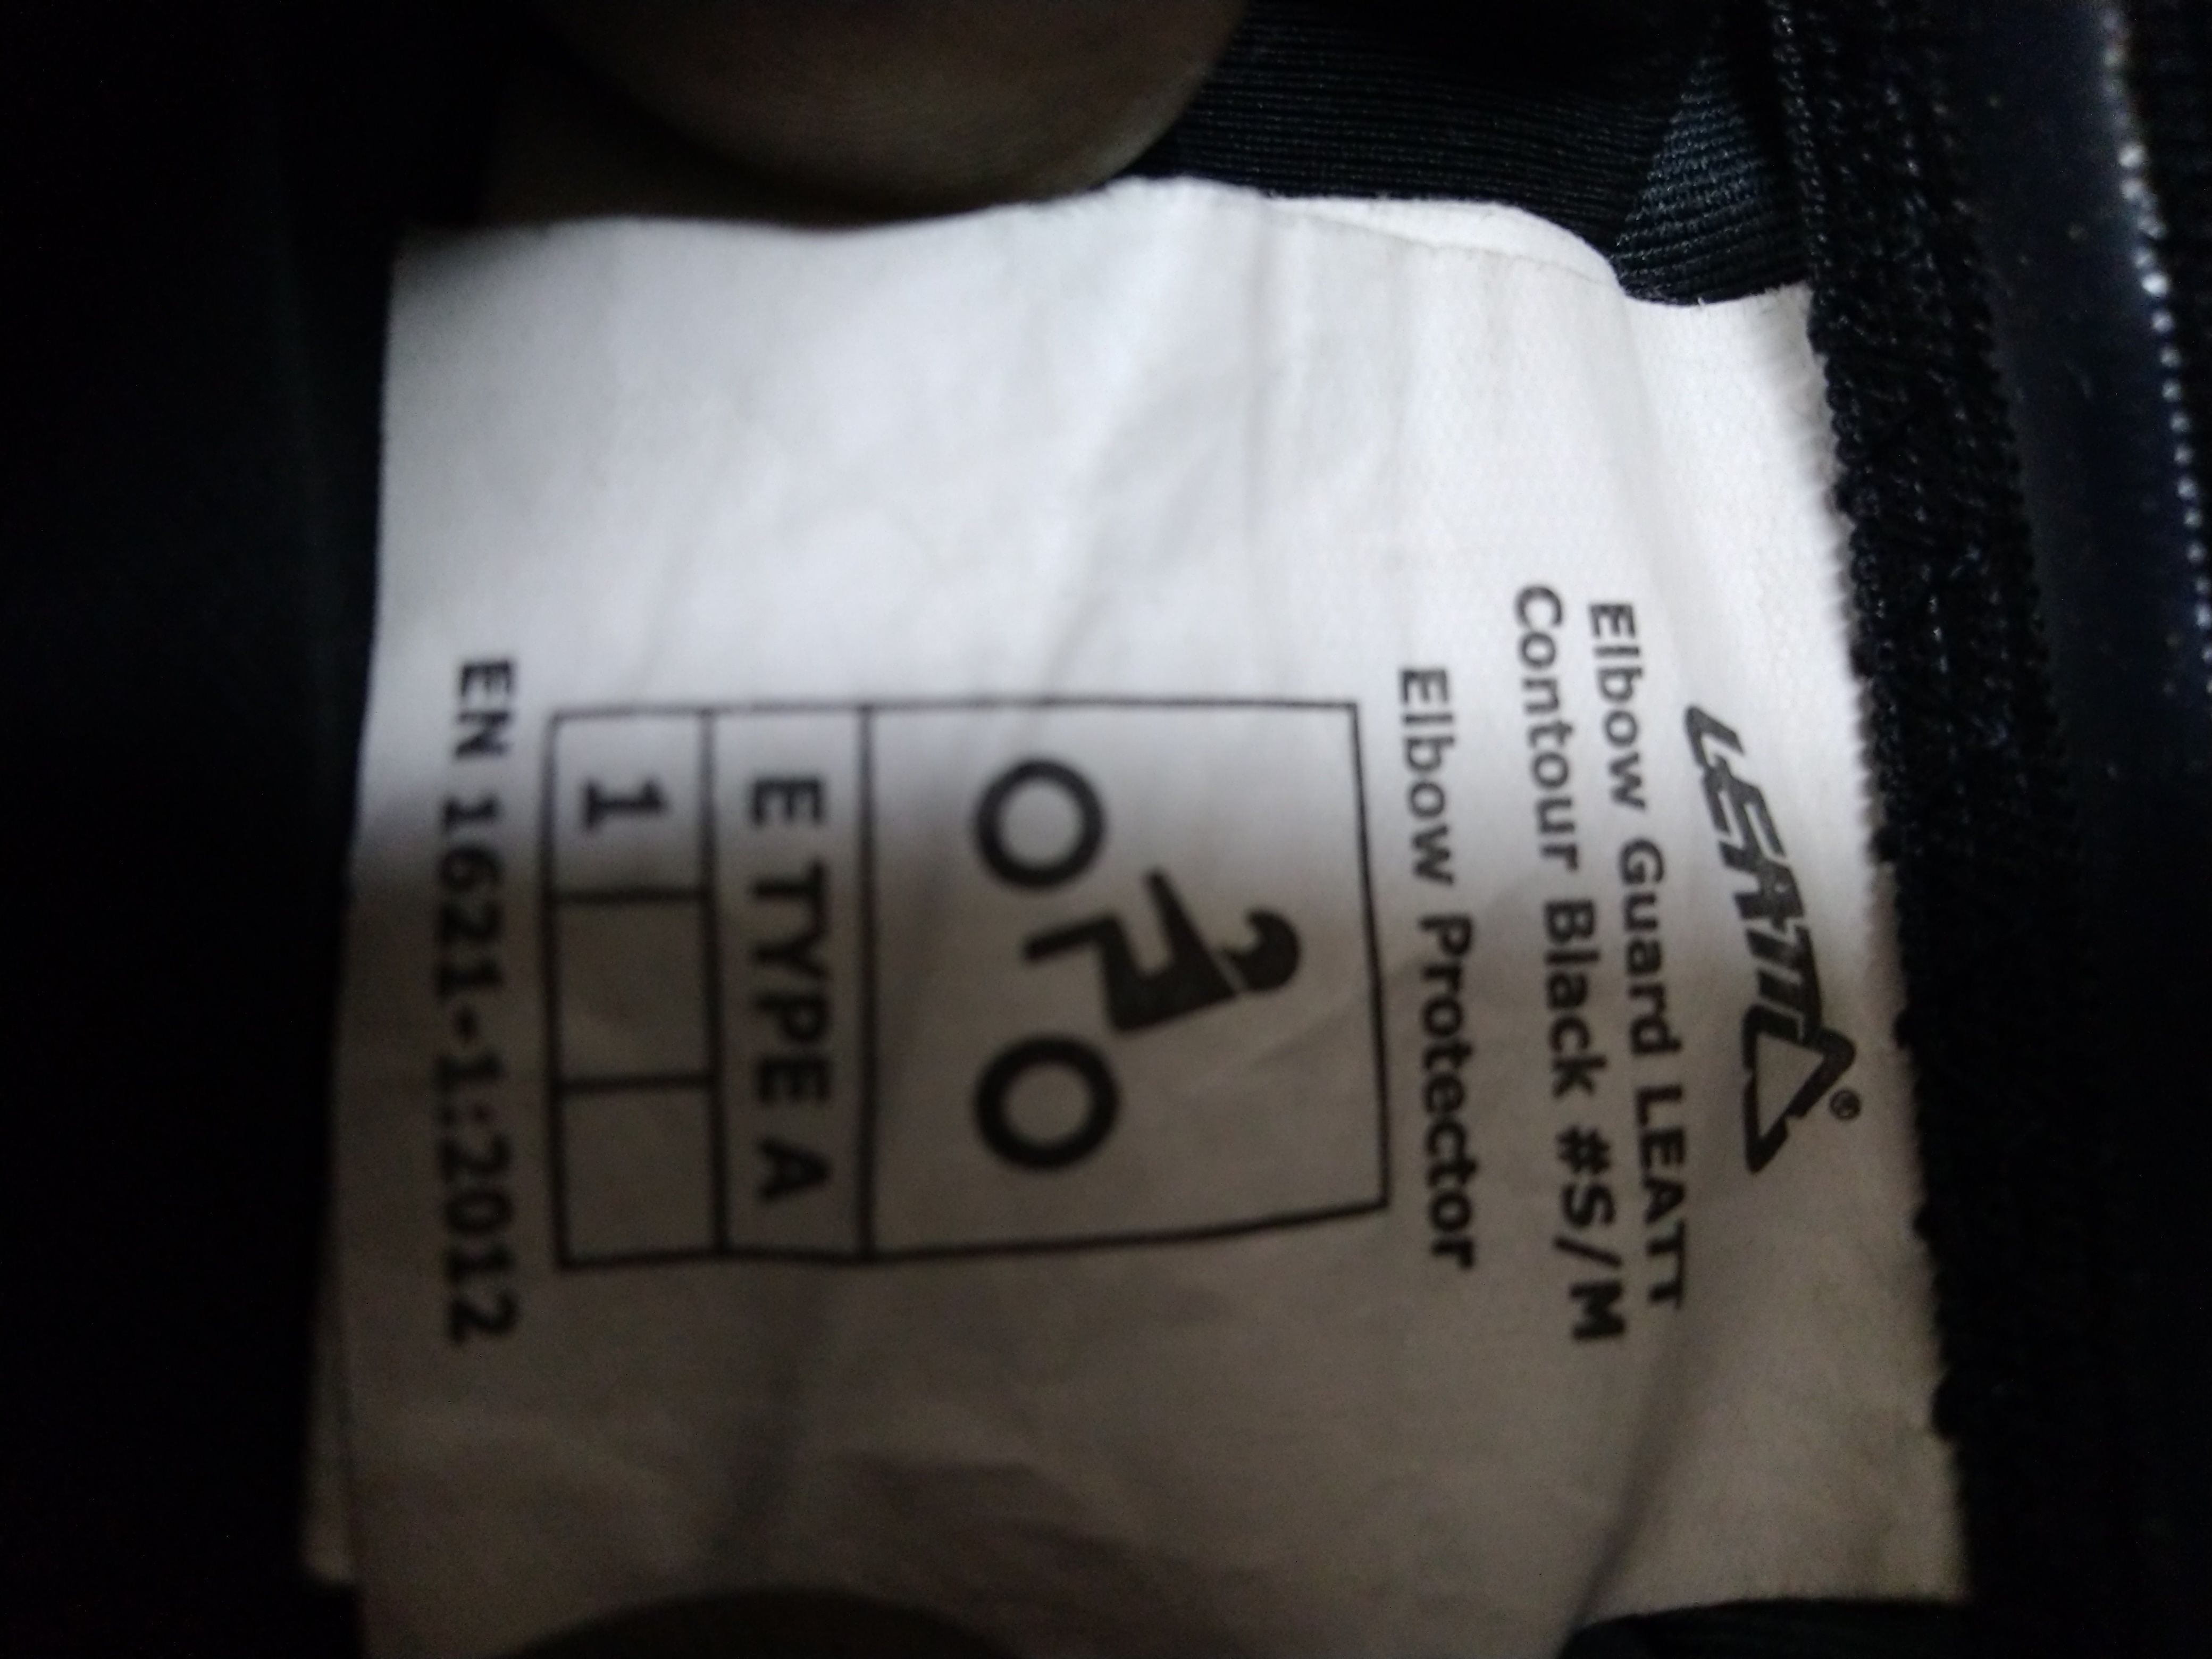 LEATT®
Elbow Guard LEATT
Contour Black #S/M
Elbow Protector
E TYPE A
1
EN 1621-1:2012